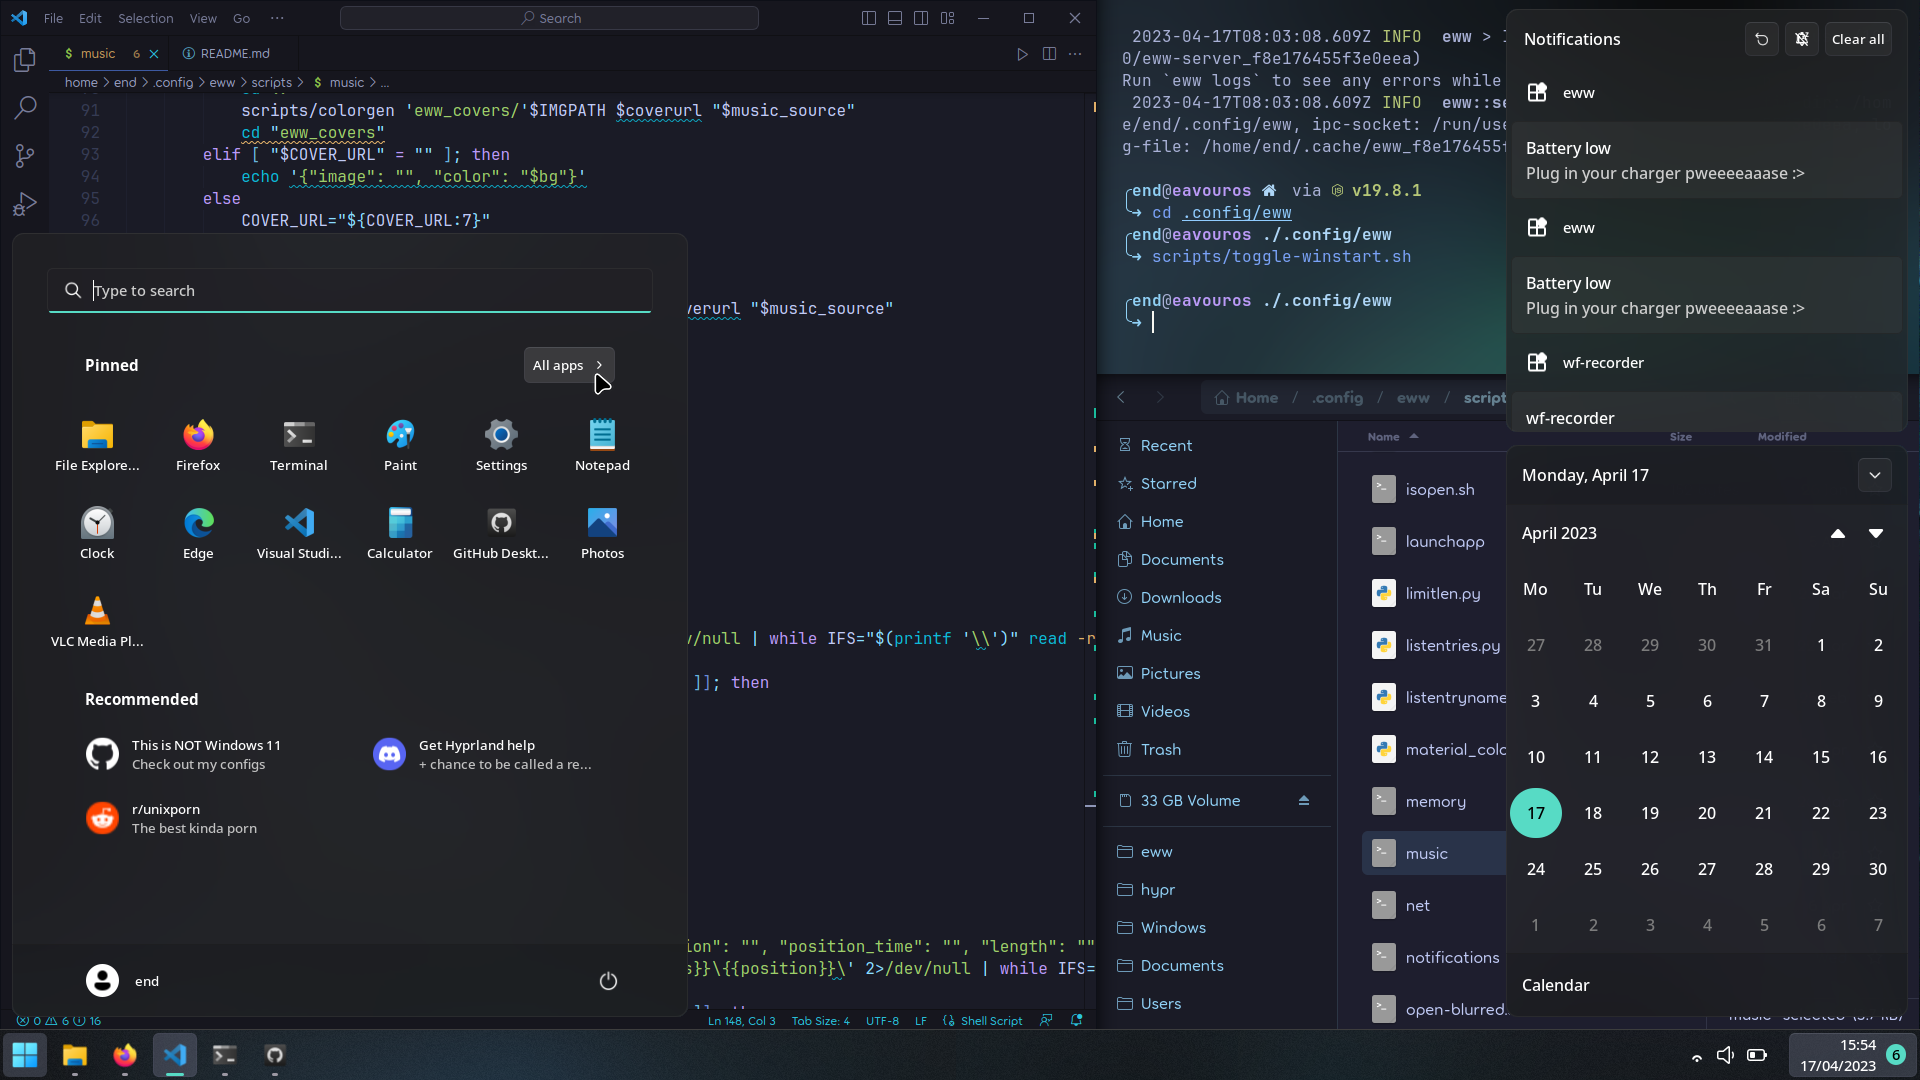 File Edit Selection View Go ···
Search
$ music 6
README.md
home > end > .config > eww > scripts > $ music > ...
91 scripts/colorgen 'eww_covers/'$IMGPATH $coverurl "$music_source"
92 cd "eww_covers"
93 elif [ "$COVER_URL" = "" ]; then
94 echo '{"image": "", "color": "$bg"}'
95 else
96 COVER_URL="${COVER_URL:7}"
verurl "$music_source"
v/null | while IFS="$(printf '\\')" read -r
]]; then
ion": "", "position_time": "", "length": ""
s}}\{{position}}\' 2>/dev/null | while IFS=
0 6 16
Ln 148, Col 3 Tab Size: 4 UTF-8 LF Shell Script
Type to search
Pinned
All apps >
File Explore...
Firefox
Terminal
Paint
Settings
Notepad
Clock
Edge
Visual Studi...
Calculator
GitHub Deskt...
Photos
VLC Media Pl...
Recommended
This is NOT Windows 11
Check out my configs
Get Hyprland help
+ chance to be called a re...
r/unixporn
The best kinda porn
end
2023-04-17T08:03:08.609Z INFO eww > I
0/eww-server_f8e176455f3e0eea)
Run `eww logs` to see any errors while
2023-04-17T08:03:08.609Z INFO eww::se
e/end/.config/eww, ipc-socket: /run/use
g-file: /home/end/.cache/eww_f8e176455f
end@eavouros via v19.8.1
cd .config/eww
end@eavouros ./.config/eww
scripts/toggle-winstart.sh
end@eavouros ./.config/eww
Home / .config / eww / script
Recent
Starred
Home
Documents
Downloads
Music
Pictures
Videos
Trash
33 GB Volume
eww
hypr
Windows
Documents
Users
Name Size Modified
isopen.sh
launchapp
limitlen.py
listentries.py
listentryname
material_colo
memory
music
net
notifications
open-blurred.
Notifications
Clear all
eww
Battery low
Plug in your charger pweeeeaaase :>
eww
Battery low
Plug in your charger pweeeeaaase :>
wf-recorder
wf-recorder
Monday, April 17
April 2023
Mo Tu We Th Fr Sa Su
27 28 29 30 31 1 2
3 4 5 6 7 8 9
10 11 12 13 14 15 16
17 18 19 20 21 22 23
24 25 26 27 28 29 30
1 2 3 4 5 6 7
Calendar
15:54
17/04/2023
6